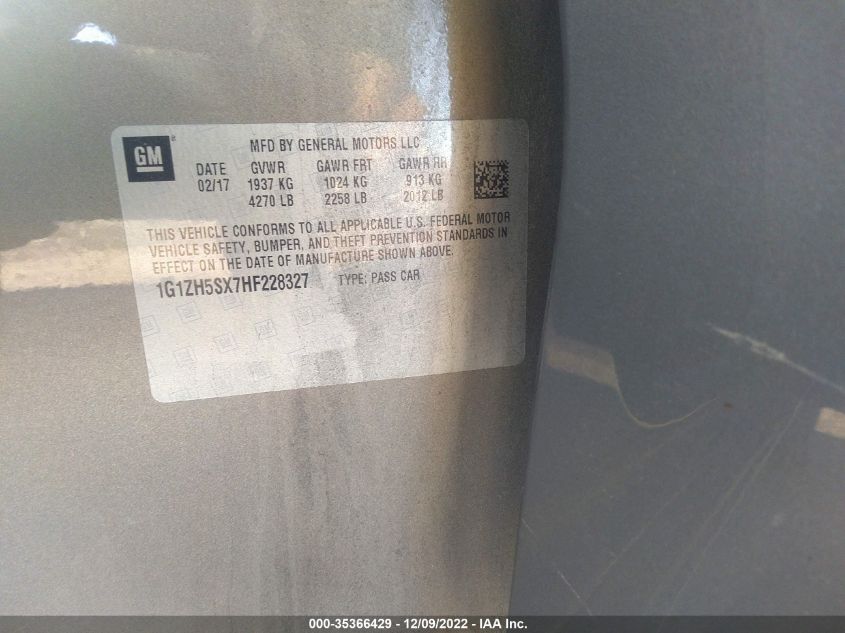 GM
MFD BY GENERAL MOTORS LLC
DATE GVWR GAWR FRT GAWR RR
02/17 1937 KG 1024 KG 913 KG
4270 LB 2258 LB 2012 LB
THIS VEHICLE CONFORMS TO ALL APPLICABLE U.S. FEDERAL MOTOR
VEHICLE SAFETY, BUMPER, AND THEFT PREVENTION STANDARDS IN
EFFECT ON THE DATE OF MANUFACTURE SHOWN ABOVE.
1G1ZH5SX7HF228327 TYPE: PASS CAR
000-35366429 - 12/09/2022 - IAA Inc.